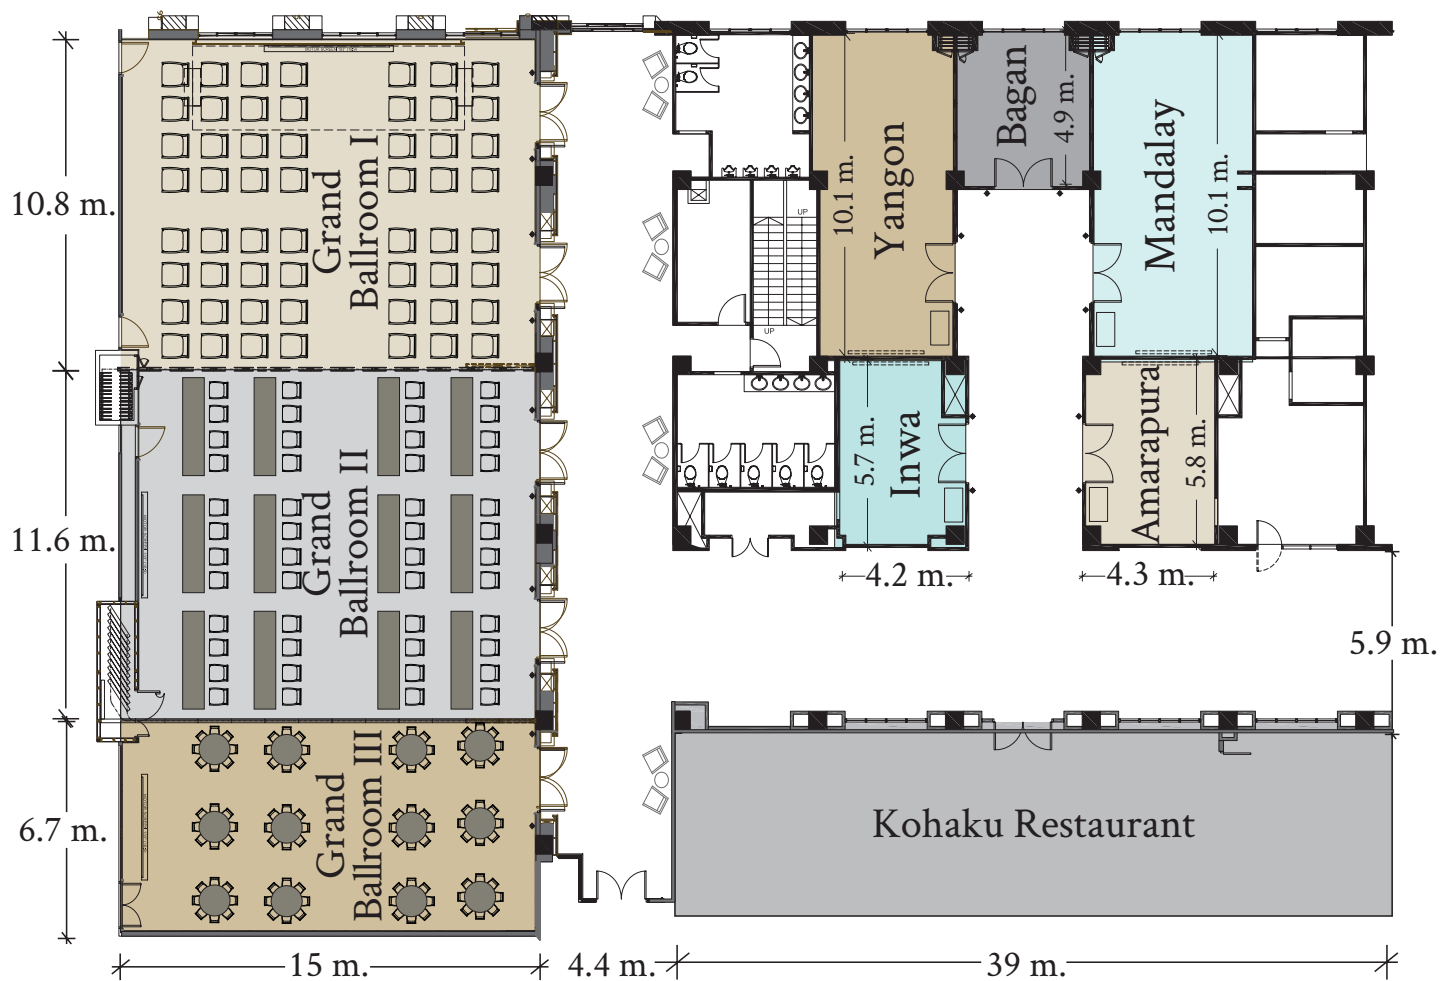 Grand
Ballroom I
10.8 m.
Grand
Ballroom II
11.6 m.
Grand
Ballroom III
6.7 m.
15 m.
4.4 m.
39 m.
Yangon
10.1 m.
Bagan
4.9 m.
Mandalay
10.1 m.
UP
UP
Inwa
5.7 m.
4.2 m.
Amarapura
5.8 m.
4.3 m.
5.9 m.
Kohaku Restaurant